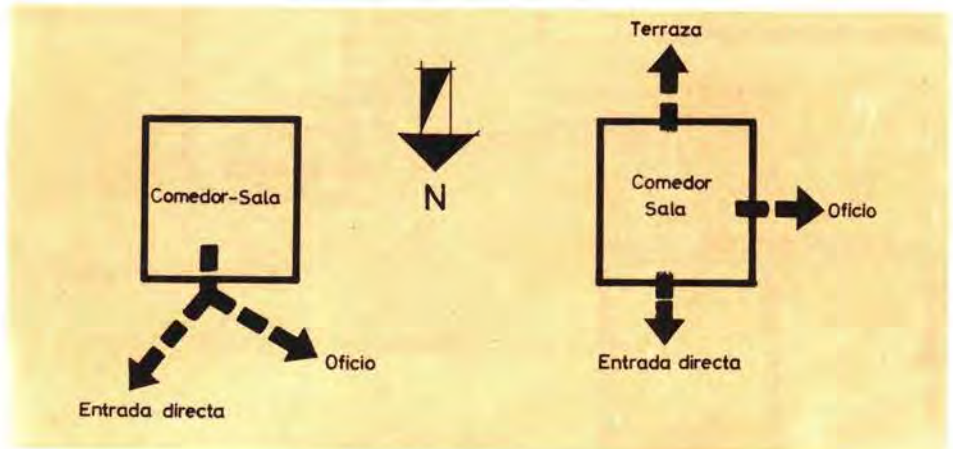 Comedor-Sala
Entrada directa
Oficio
N
Terraza
Comedor
Sala
Oficio
Entrada directa